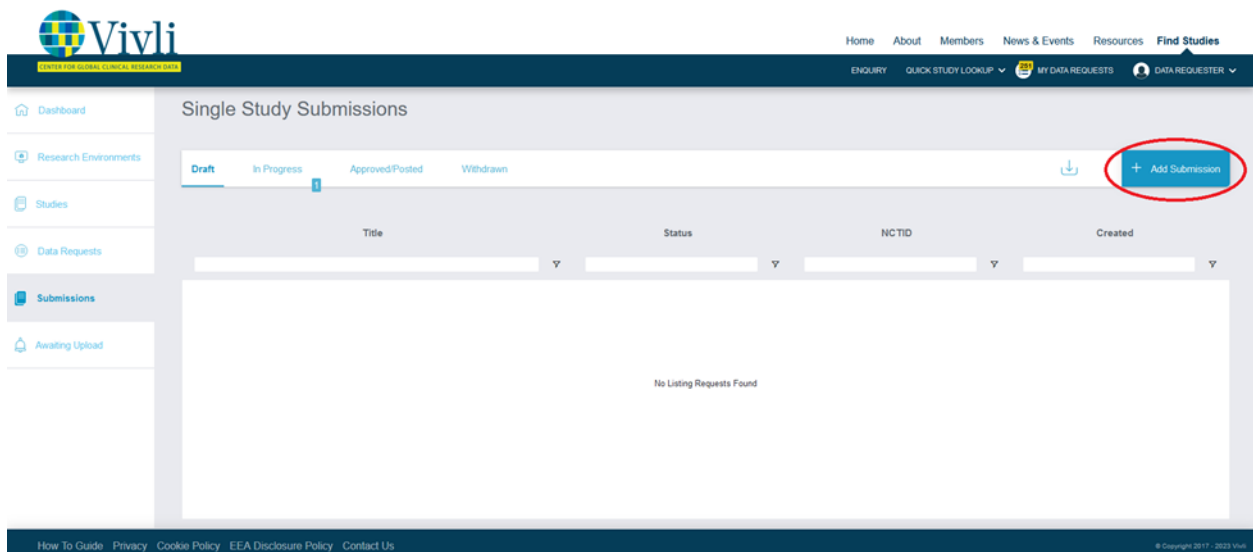 Vivli
CENTER FOR GLOBAL CLINICAL RESEARCH DATA
Home About Members News & Events Resources Find Studies
ENQUIRY QUICK STUDY LOOKUP 251 MY DATA REQUESTS DATA REQUESTER
Dashboard
Research Environments
Studies
Data Requests
Submissions
Awaiting Upload
Single Study Submissions
Draft In Progress 1 Approved/Posted Withdrawn + Add Submission
Title Status NCTID Created
No Listing Requests Found
How To Guide Privacy Cookie Policy EEA Disclosure Policy Contact Us © Copyright 2017 - 2023 Vivli